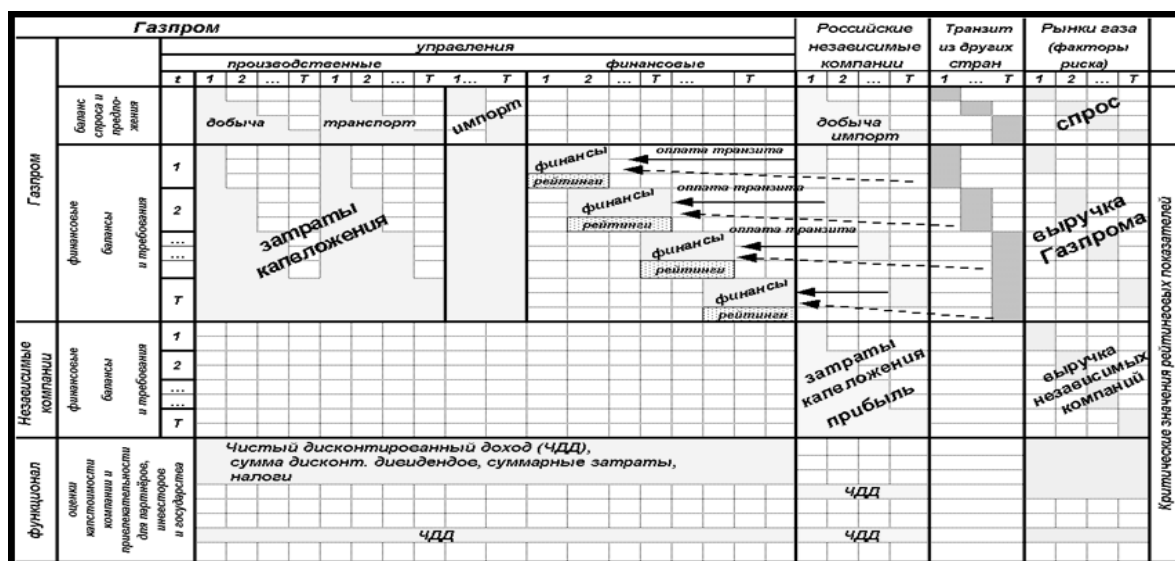 Газпром
Российские независимые компании
Транзит из других стран
Рынки газа (факторы риска)
управления
производственные
финансовые
t 1 2 ... T 1 2 ... T 1... T 1 2 ... T ... T 1 2 ... T 1 ... T 1 2 ... T
Газпром
баланс спроса и предло-жения
добыча
транспорт
импорт
добыча импорт
спрос
финансовые балансы и требования
1
2
...
...
T
затраты капвложения
финансы
рейтинги
оплата транзита
финансы
рейтинги
оплата транзита
финансы
рейтинги
оплата транзита
финансы
рейтинги
выручка Газпрома
Независимые компании
финансовые балансы и требования
1
2
...
...
T
затраты капвложения прибыль
выручка независимых компаний
функционал
оценки капстоимости компании и привлекательности для партнёров, инвесторов и государства
Чистый дисконтированный доход (ЧДД),
сумма дисконт. дивидендов, суммарные затраты,
налоги
ЧДД
ЧДД
ЧДД
Критические значения рейтинговых показателей